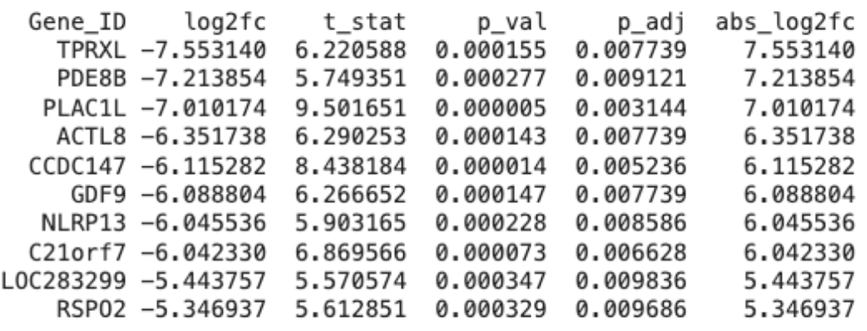 Gene_ID log2fc t_stat p_val p_adj abs_log2fc
TPRXL -7.553140 6.220588 0.000155 0.007739 7.553140
PDE8B -7.213854 5.749351 0.000277 0.009121 7.213854
PLAC1L -7.010174 9.501651 0.000005 0.003144 7.010174
ACTL8 -6.351738 6.290253 0.000143 0.007739 6.351738
CCDC147 -6.115282 8.438184 0.000014 0.005236 6.115282
GDF9 -6.088804 6.266652 0.000147 0.007739 6.088804
NLRP13 -6.045536 5.903165 0.000228 0.008586 6.045536
C21orf7 -6.042330 6.869566 0.000073 0.006628 6.042330
LOC283299 -5.443757 5.570574 0.000347 0.009836 5.443757
RSPO2 -5.346937 5.612851 0.000329 0.009686 5.346937